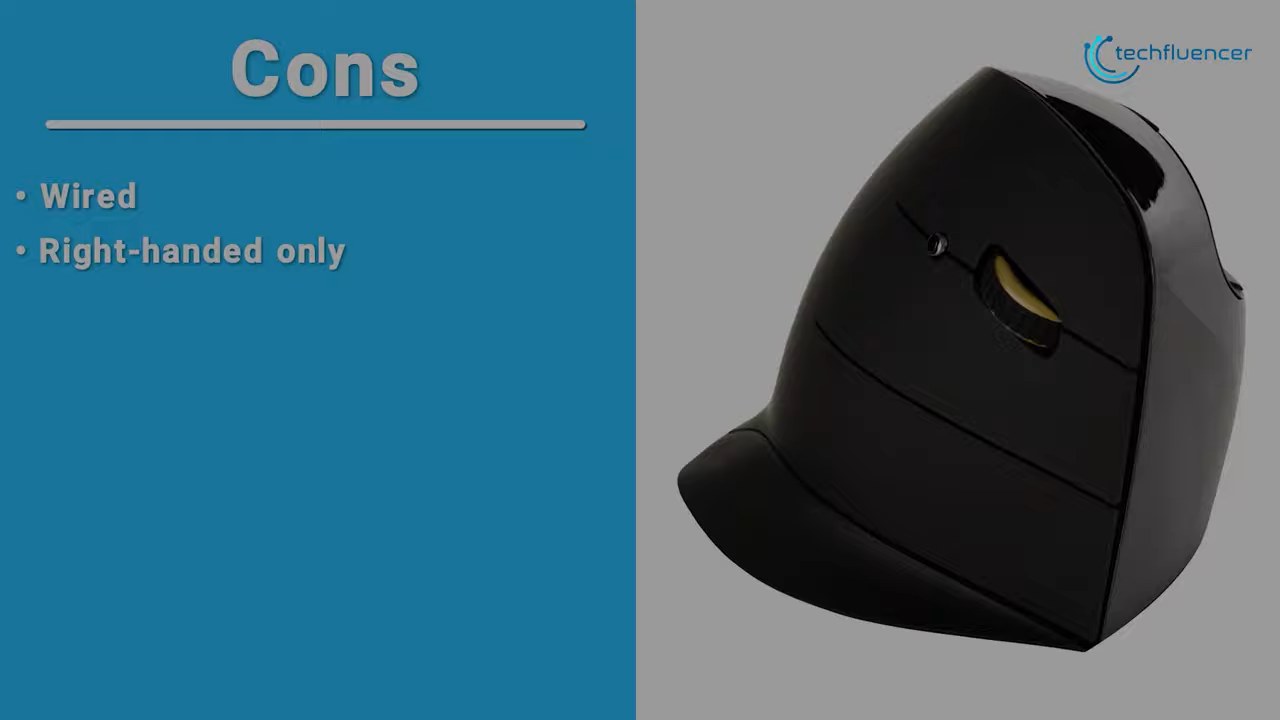 Cons
• Wired
• Right-handed only
techfluencer